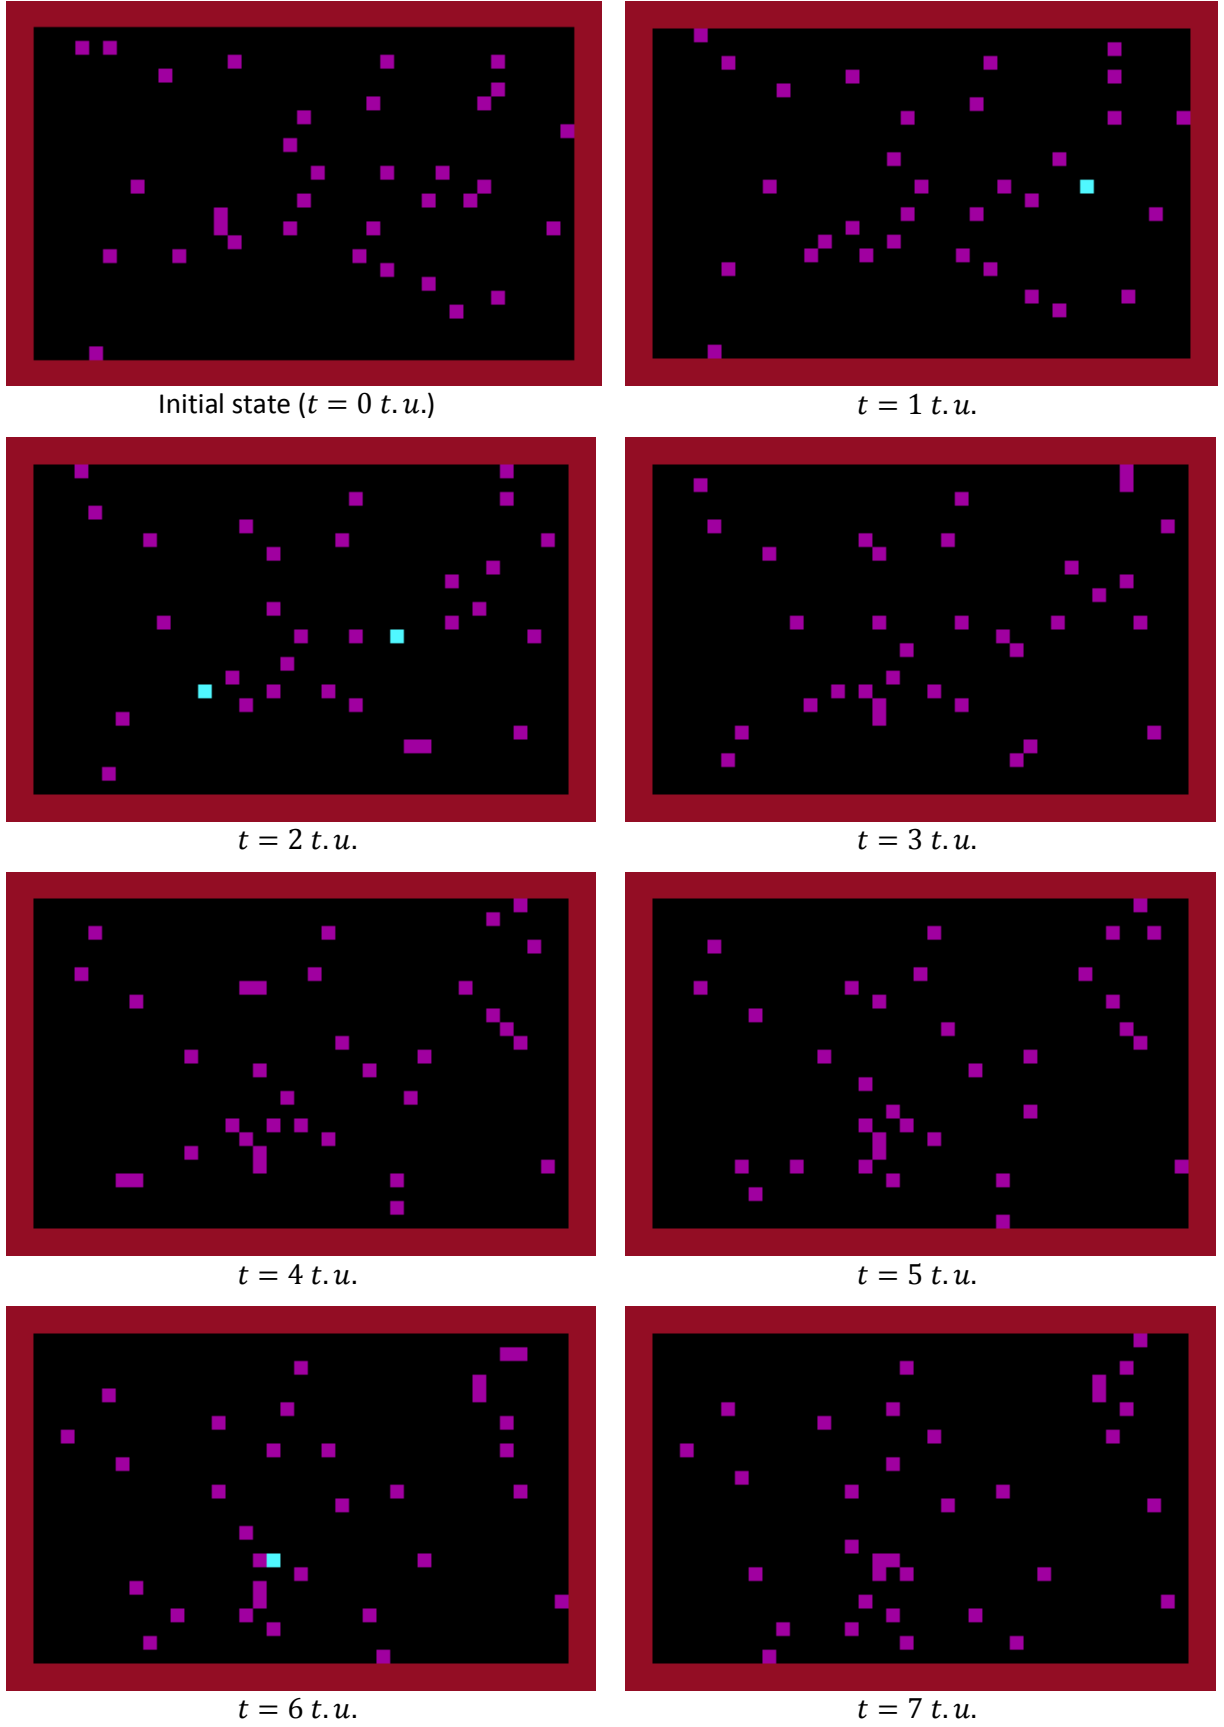 Initial state (t = 0 t. u.)
t = 1 t. u.
t = 2 t. u.
t = 3 t. u.
t = 4 t. u.
t = 5 t. u.
t = 6 t. u.
t = 7 t. u.